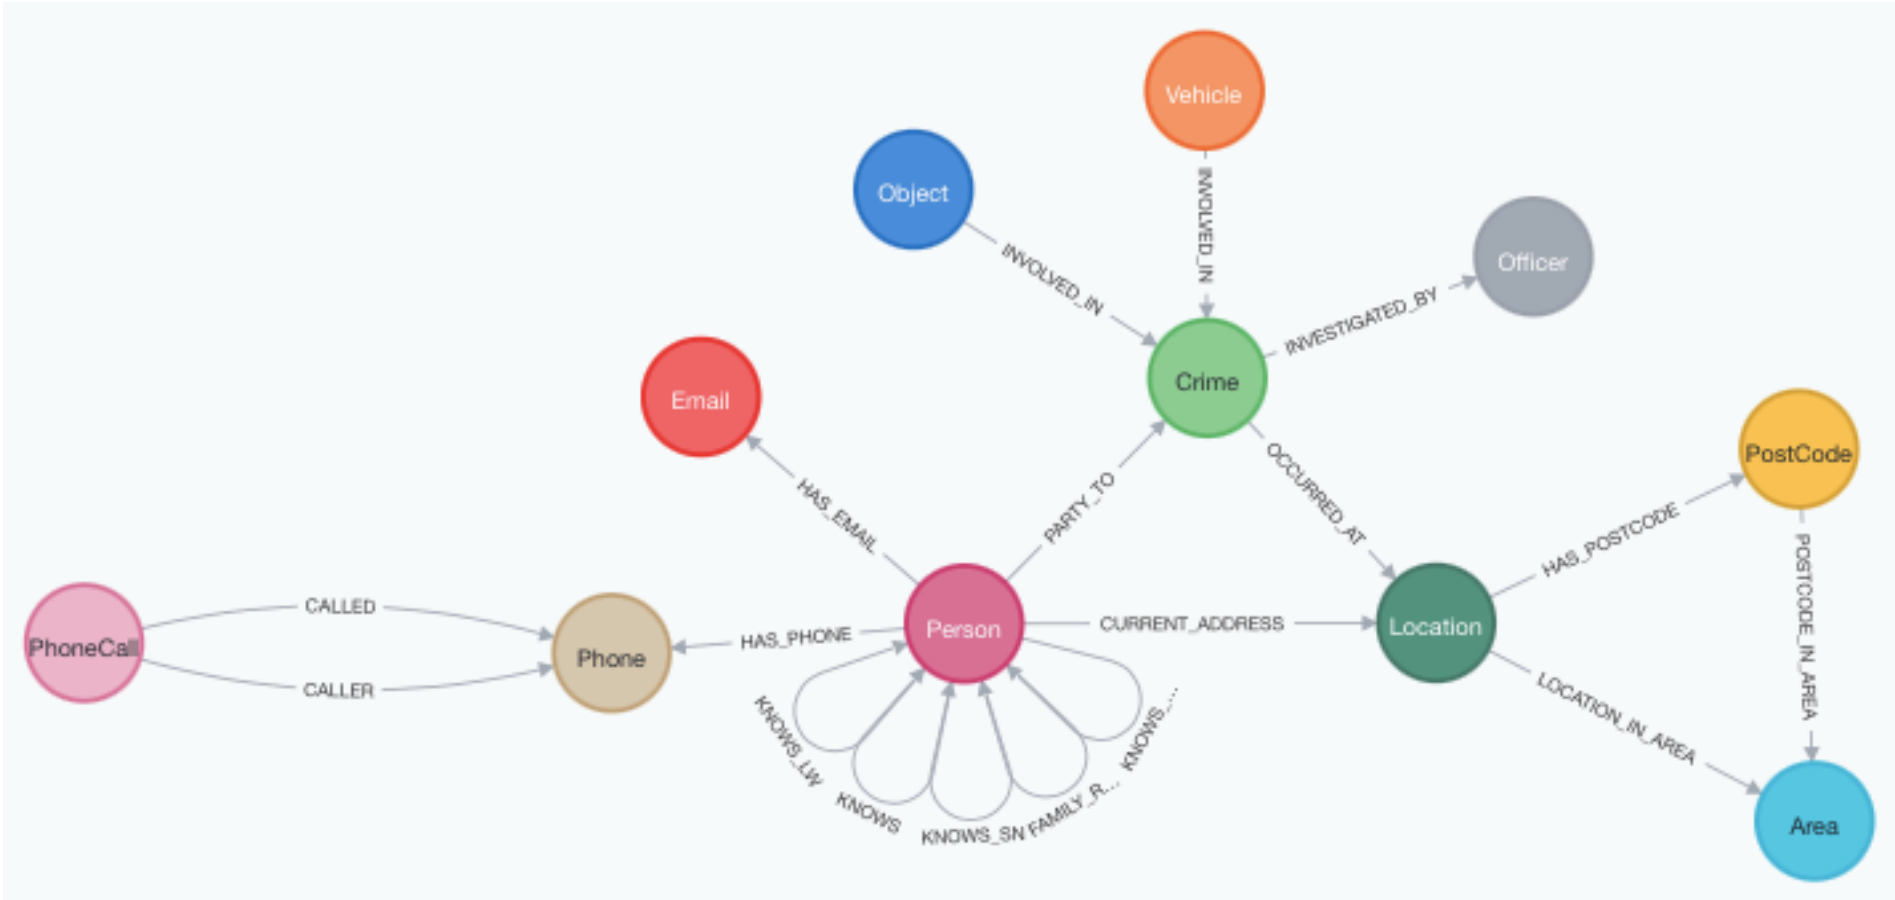 Vehicle
Object
INVOLVED_IN
INVOLVED_IN
Officer
INVESTIGATED_BY
Crime
Email
PostCode
OCCURRED_AT
HAS_EMAIL
PARTY_TO
HAS_POSTCODE
POSTCODE_IN_AREA
CALLED
PhoneCall
Phone
HAS_PHONE
Person
CURRENT_ADDRESS
Location
CALLER
LOCATION_IN_AREA
KNOWS_LW
KNOWS
KNOWS_SN
FAMILY_R...
KNOWS_...
Area